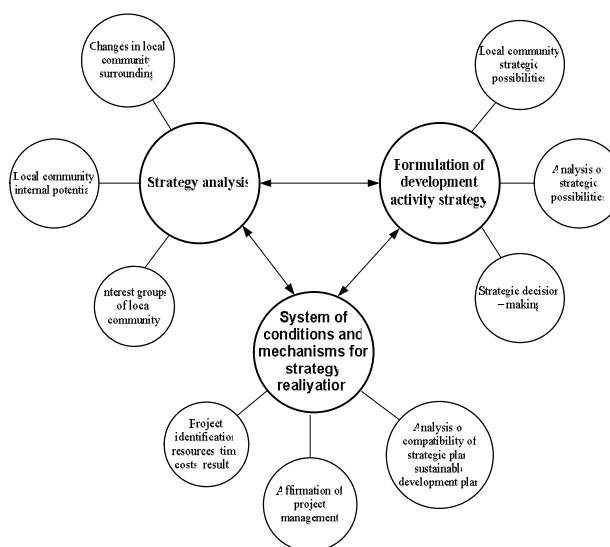 Changes in local
community
surrounding
Local community
strategic
possibilities
Local community
internal potentia
Strategy analysis
Formulation of
development
activity strategy
Analysis o
strategic
possibilities
nterest groups
of loca
community
Strategic decision
–making
System of
conditions and
mechanisms for
strategy
realiyation
Project
identification
resources tim
costs result
Affirmation of
project
management
Analysis o
compatibility of
strategic plan
sustainable
development plan